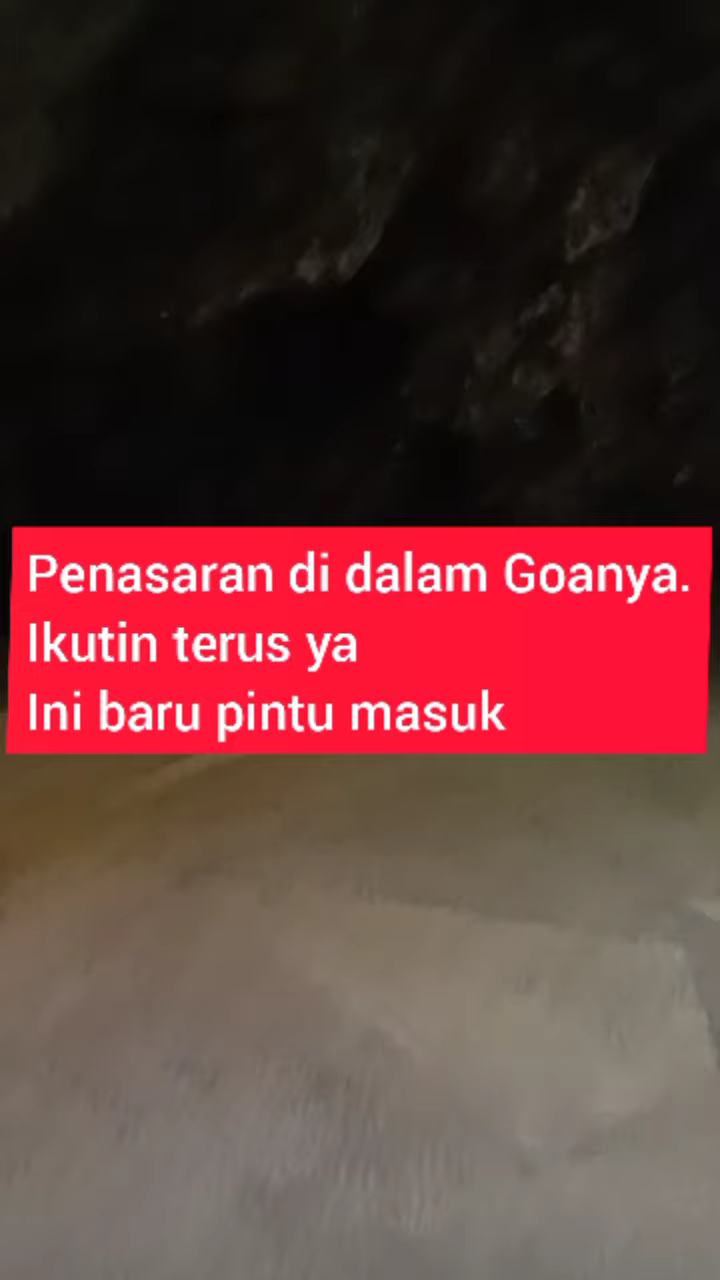 Penasaran di dalam Goanya.
Ikutin terus ya
Ini baru pintu masuk